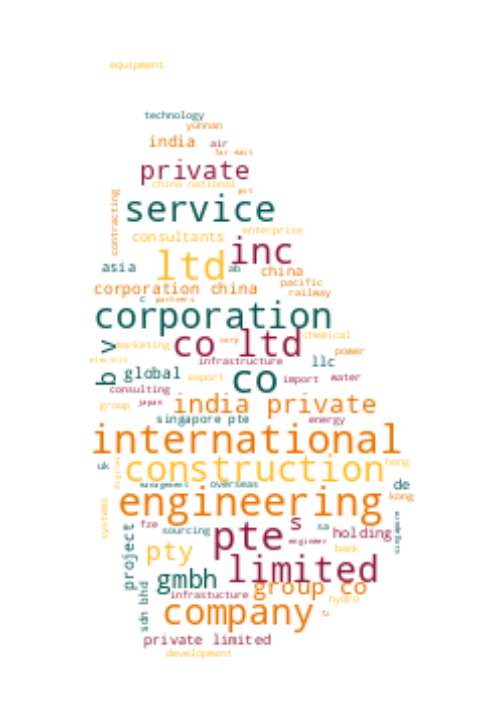 equipment
technology
yunnan
india air
far east
private
china national
put
contracting
service
enterprise
consultants
inc
ltd
asia
ab
china
corporation china
pacific
railway
c
partners
corporation
co ltd
corp
chemical
b v
marketing
power
electric
infrastructure
llc
global
co
export
import
water
consulting
group
japan
india private
singapore pte
energy
international
uk
construction
hong
digital
management
overseas
de
kong
engineering
systems
fze
sourcing
pte
s
sa
holding
engineer
project
pty
bank
gmbh
limited
infrastucture
group co
hydro
sdn bhd
company
private limited
development